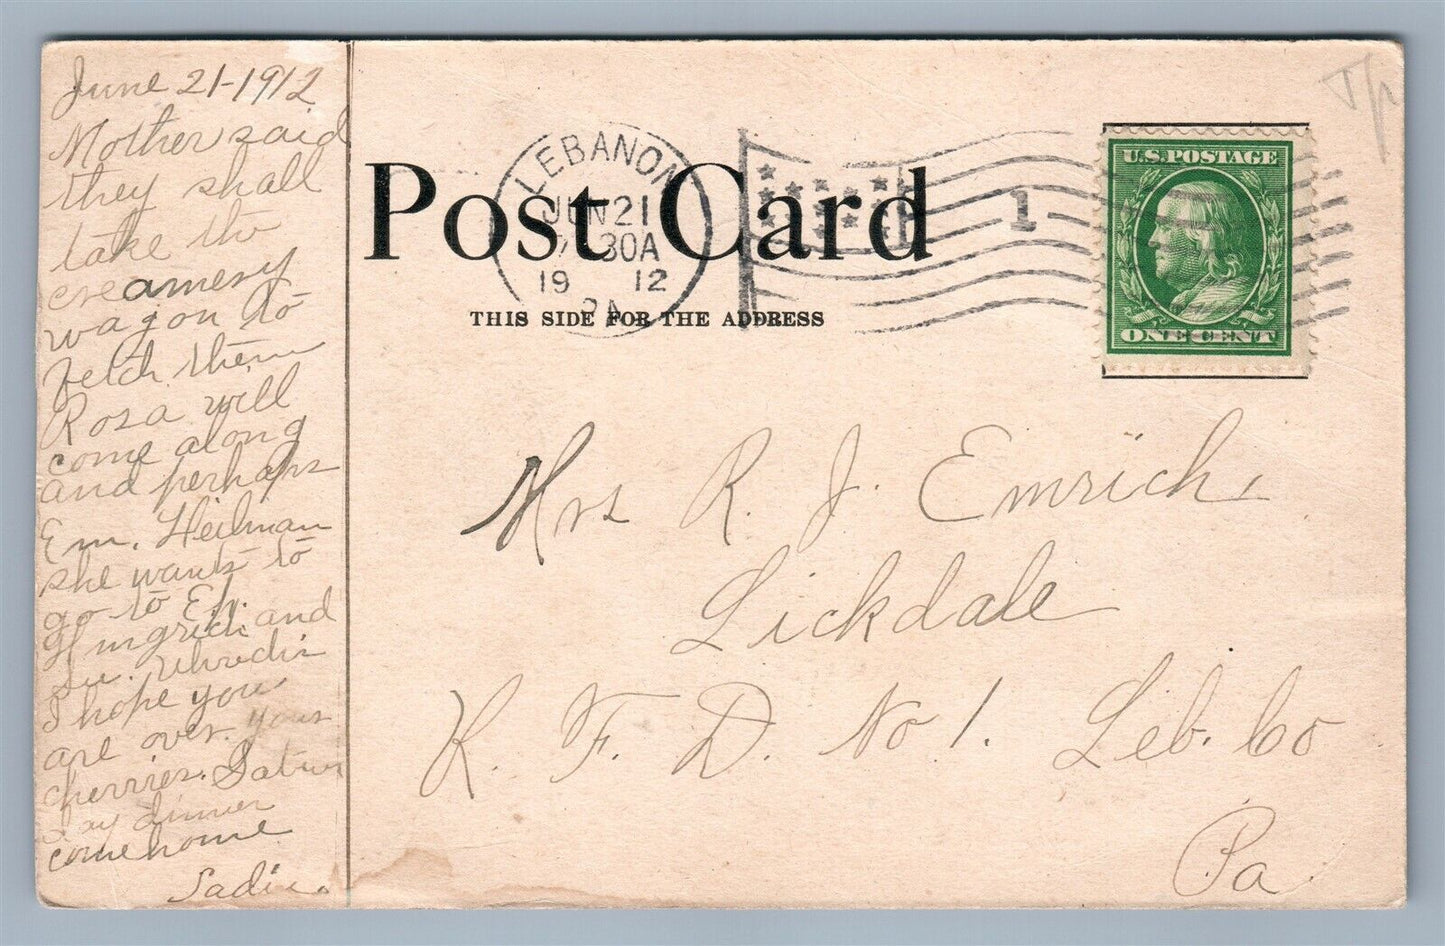 June 21-1912
Mother said
they shall
take the
creamery
wagon to
fetch them
Rosa will
come along
and perhaps
Em. Heilman
she wants to
go to Eh.
and
I hope you
are over your
cherries. Satur
day dinner
come home
Sadie.
Post Card
THIS SIDE FOR THE ADDRESS
LEBANON
JUN 21
30A
19 12
PA
1
U.S. POSTAGE
ONE CENT
Mrs R. J. Emrich,
Lickdale
R. F. D. No 1. Leb. Co
Pa